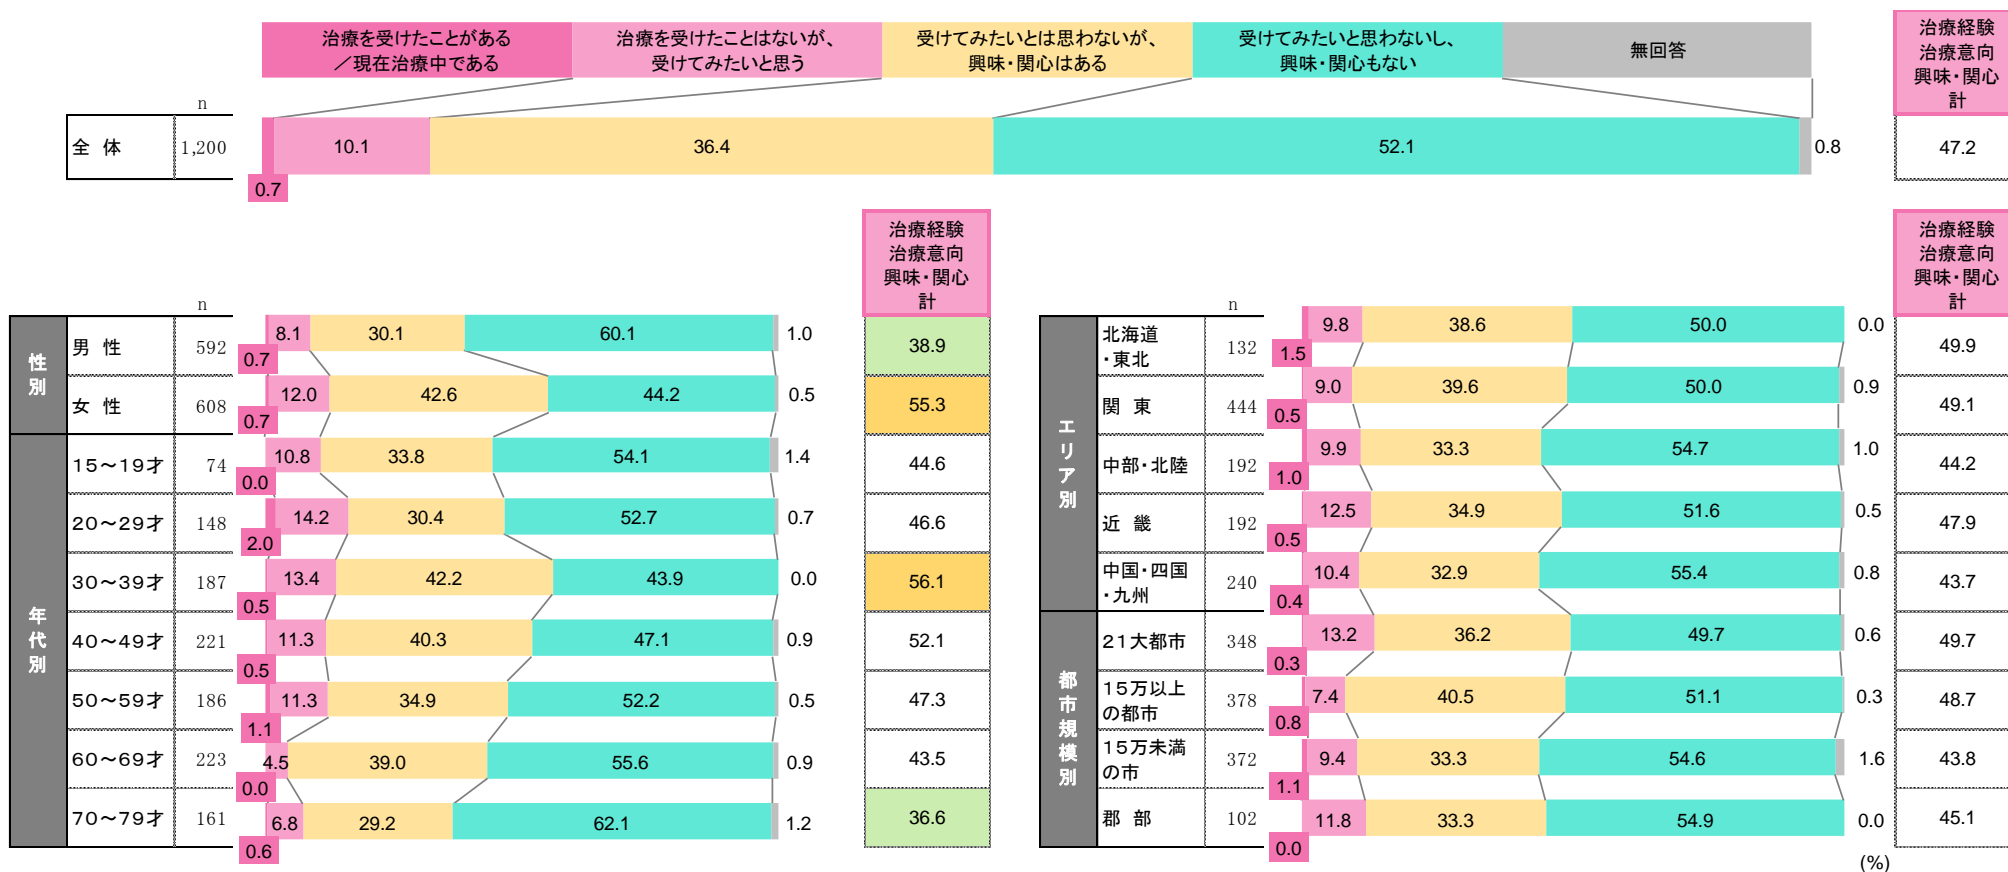 治療を受けたことがある
／現在治療中である
治療を受けたことはないが、
受けてみたいと思う
受けてみたいとは思わないが、
興味・関心はある
受けてみたいと思わないし、
興味・関心もない
無回答
治療経験
治療意向
興味・関心
計
n
全 体 1,200 0.7 10.1 36.4 52.1 0.8 47.2
治療経験
治療意向
興味・関心
計
n
性別
男 性 592 0.7 8.1 30.1 60.1 1.0 38.9
女 性 608 0.7 12.0 42.6 44.2 0.5 55.3
年代別
15～19才 74 0.0 10.8 33.8 54.1 1.4 44.6
20～29才 148 2.0 14.2 30.4 52.7 0.7 46.6
30～39才 187 0.5 13.4 42.2 43.9 0.0 56.1
40～49才 221 0.5 11.3 40.3 47.1 0.9 52.1
50～59才 186 1.1 11.3 34.9 52.2 0.5 47.3
60～69才 223 0.0 4.5 39.0 55.6 0.9 43.5
70～79才 161 0.6 6.8 29.2 62.1 1.2 36.6
治療経験
治療意向
興味・関心
計
n
エリア別
北海道
・東北 132 1.5 9.8 38.6 50.0 0.0 49.9
関 東 444 0.5 9.0 39.6 50.0 0.9 49.1
中部・北陸 192 1.0 9.9 33.3 54.7 1.0 44.2
近 畿 192 0.5 12.5 34.9 51.6 0.5 47.9
中国・四国
・九州 240 0.4 10.4 32.9 55.4 0.8 43.7
都市規模別
21大都市 348 0.3 13.2 36.2 49.7 0.6 49.7
15万以上
の都市 378 0.8 7.4 40.5 51.1 0.3 48.7
15万未満
の市 372 1.1 9.4 33.3 54.6 1.6 43.8
郡 部 102 0.0 11.8 33.3 54.9 0.0 45.1
(%)